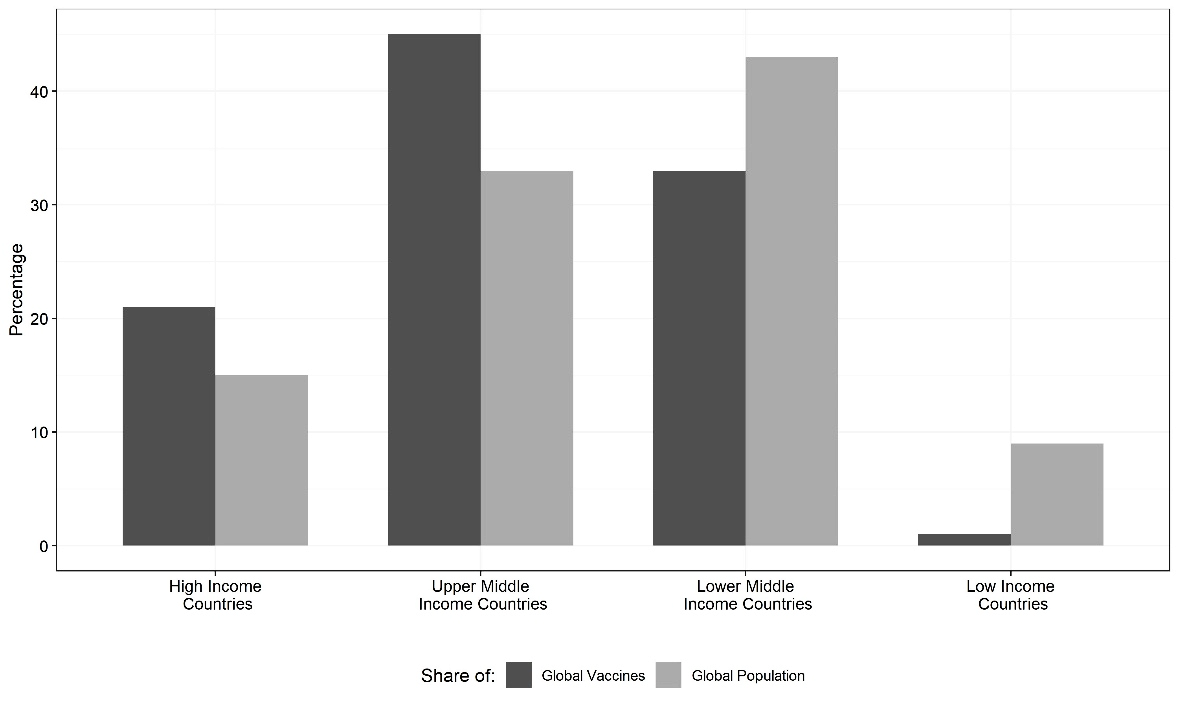 Percentage
40
30
20
10
0
High Income
Countries
Upper Middle
Income Countries
Lower Middle
Income Countries
Low Income
Countries
Share of: Global Vaccines Global Population